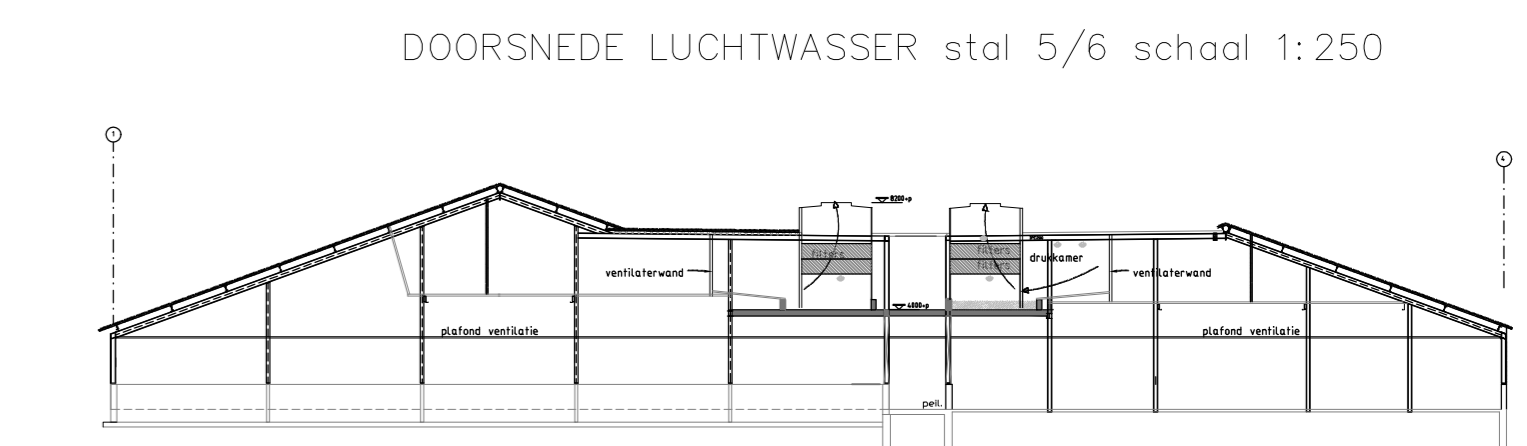 DOORSNEDE LUCHTWASSER stal 5/6 schaal 1:250
1
4
8200+p
filters
filters
filters
drukkamer
ventilaterwand
ventilaterwand
4000+p
plafond ventilatie
plafond ventilatie
peil.